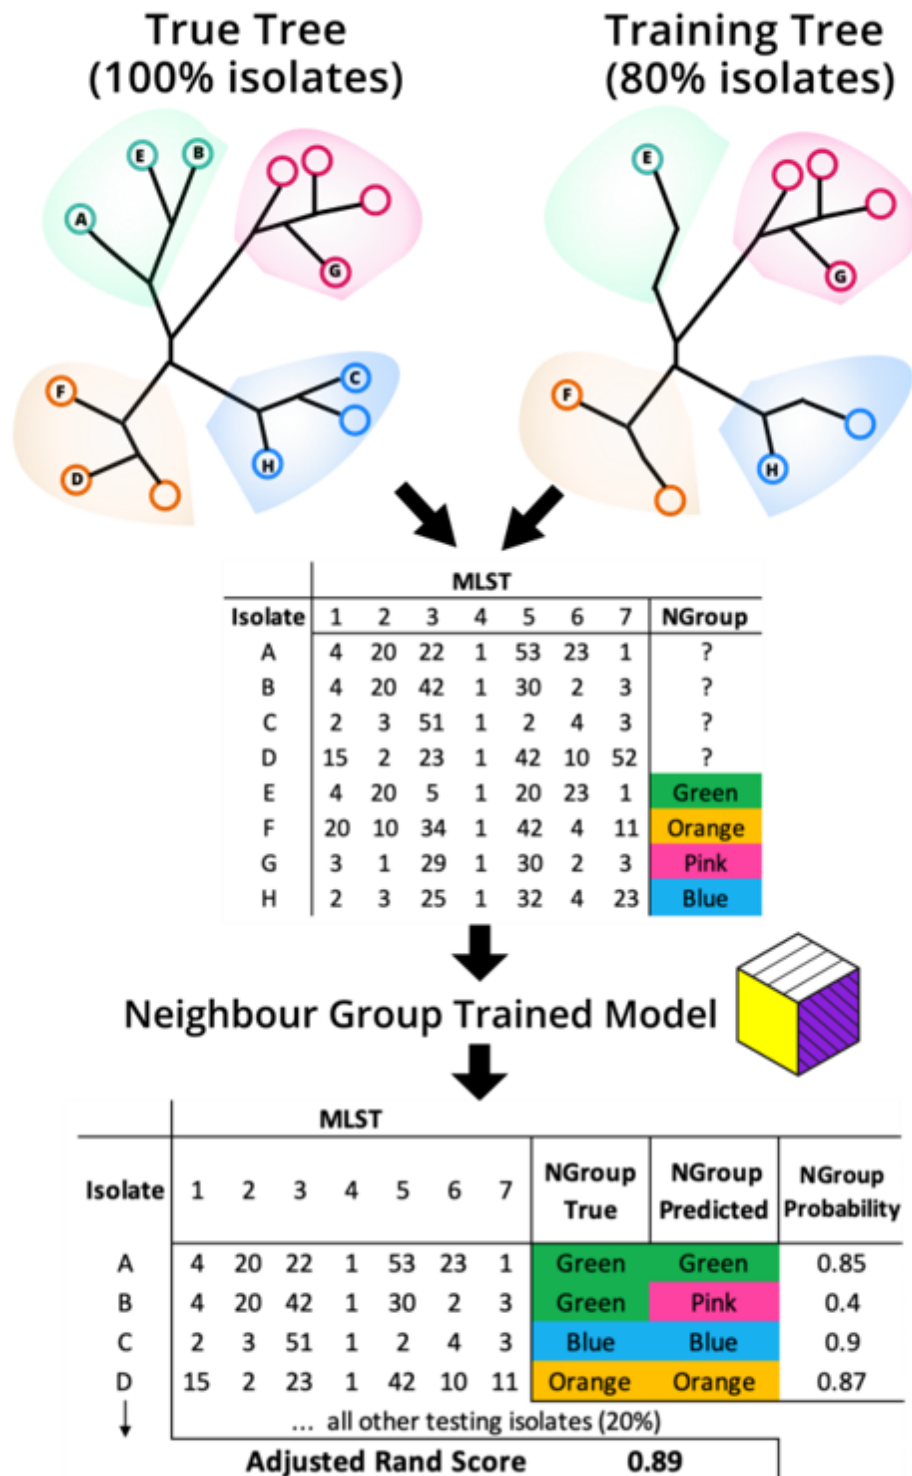 True Tree
(100% isolates)
Training Tree
(80% isolates)
E
B
A
G
F
C
D
H
E
G
F
H
MLST
Isolate 1 2 3 4 5 6 7 NGroup
A 4 20 22 1 53 23 1 ?
B 4 20 42 1 30 2 3 ?
C 2 3 51 1 2 4 3 ?
D 15 2 23 1 42 10 52 ?
E 4 20 5 1 20 23 1 Green
F 20 10 34 1 42 4 11 Orange
G 3 1 29 1 30 2 3 Pink
H 2 3 25 1 32 4 23 Blue
Neighbour Group Trained Model
MLST
Isolate 1 2 3 4 5 6 7 NGroup True NGroup Predicted NGroup Probability
A 4 20 22 1 53 23 1 Green Green 0.85
B 4 20 42 1 30 2 3 Green Pink 0.4
C 2 3 51 1 2 4 3 Blue Blue 0.9
D 15 2 23 1 42 10 11 Orange Orange 0.87
... all other testing isolates (20%)
Adjusted Rand Score 0.89